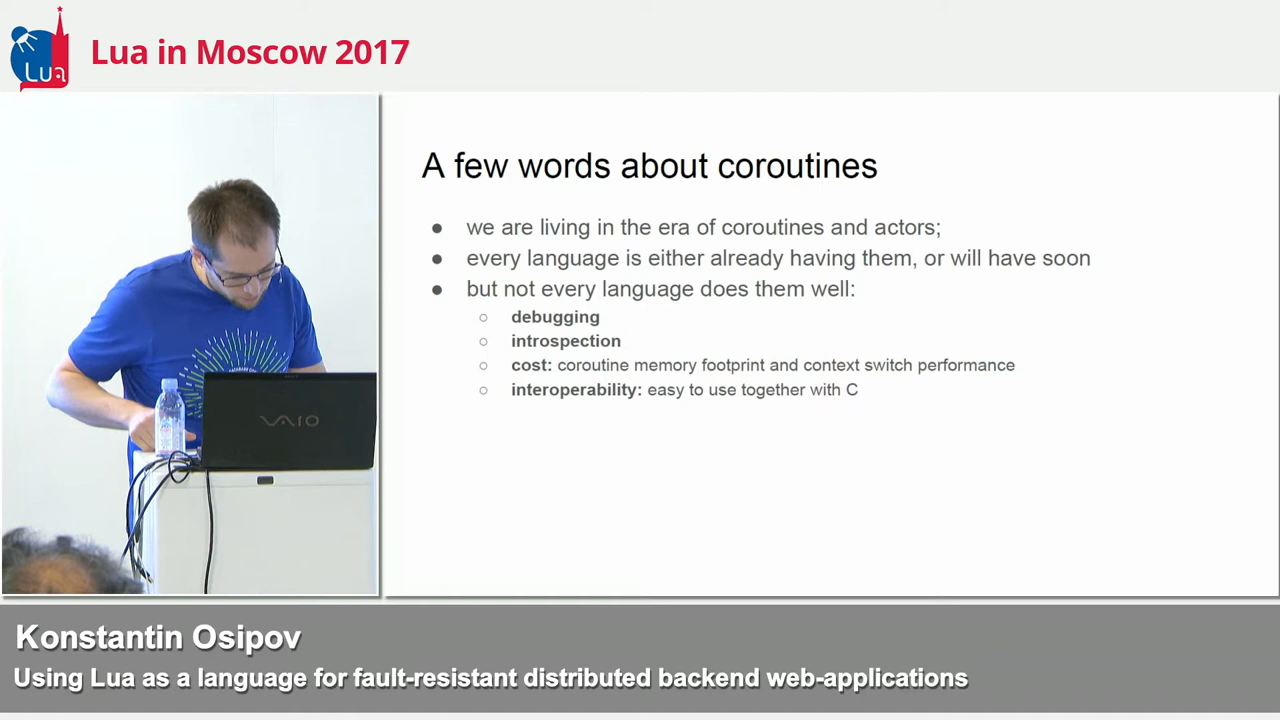 Lua
Lua in Moscow 2017
A few words about coroutines
● we are living in the era of coroutines and actors;
● every language is either already having them, or will have soon
● but not every language does them well:
○ debugging
○ introspection
○ cost: coroutine memory footprint and context switch performance
○ interoperability: easy to use together with C
VAIO
Konstantin Osipov
Using Lua as a language for fault-resistant distributed backend web-applications